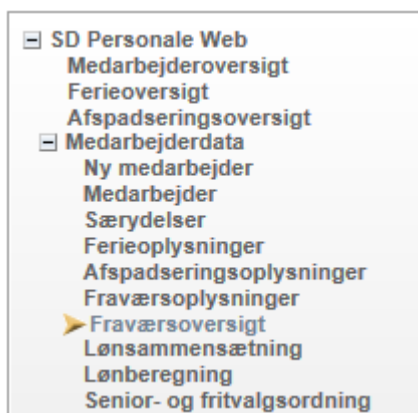 SD Personale Web
Medarbejderoversigt
Ferieoversigt
Afspadseringsoversigt
Medarbejderdata
Ny medarbejder
Medarbejder
Særydelser
Ferieoplysninger
Afspadseringsoplysninger
Fraværsoplysninger
Fraværsoversigt
Lønsammensætning
Lønberegning
Senior- og fritvalgsordning